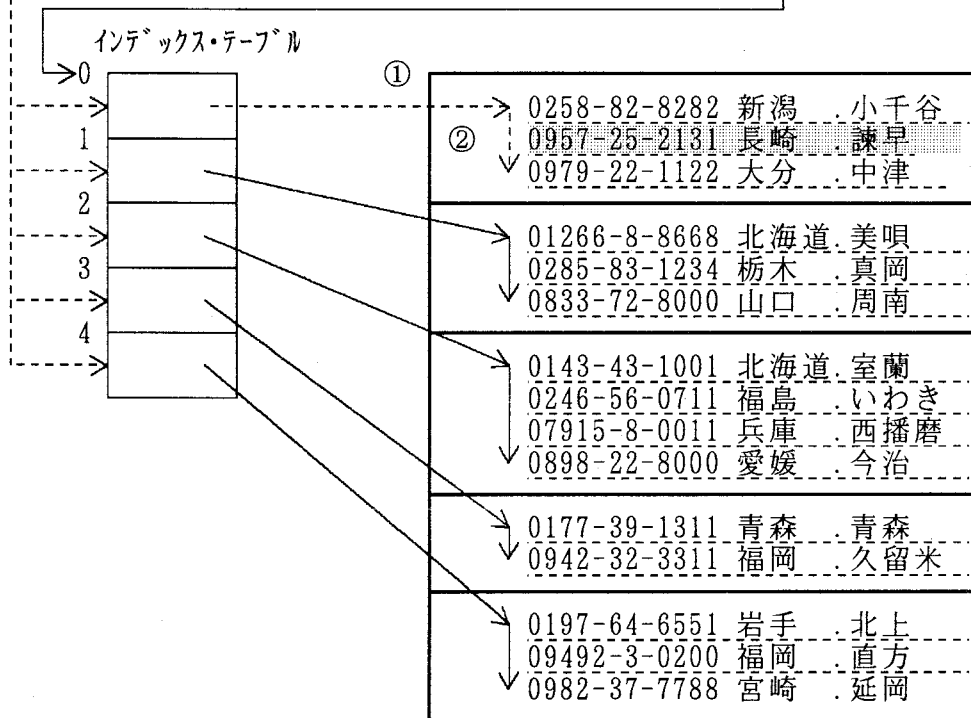 インデックス・テーブル
0
①
0258-82-8282 新潟 .小千谷
1
②
0957-25-2131 長崎 .諫早
0979-22-1122 大分 .中津
2
01266-8-8668 北海道.美唄
3
0285-83-1234 栃木 .真岡
0833-72-8000 山口 .周南
4
0143-43-1001 北海道.室蘭
0246-56-0711 福島 .いわき
07915-8-0011 兵庫 .西播磨
0898-22-8000 愛媛 .今治
0177-39-1311 青森 .青森
0942-32-3311 福岡 .久留米
0197-64-6551 岩手 .北上
09492-3-0200 福岡 .直方
0982-37-7788 宮崎 .延岡